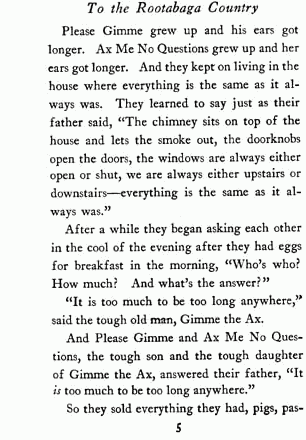 To the Rootabaga Country
Please Gimme grew up and his ears got
longer. Ax Me No Questions grew up and her
ears got longer. And they kept on living in the
house where everything is the same as it al-
ways was. They learned to say just as their
father said, "The chimney sits on top of the
house and lets the smoke out, the doorknobs
open the doors, the windows are always either
open or shut, we are always either upstairs or
downstairs—everything is the same as it al-
ways was."
After a while they began asking each other
in the cool of the evening after they had eggs
for breakfast in the morning, "Who's who?
How much? And what's the answer?"
"It is too much to be too long anywhere,"
said the tough old man, Gimme the Ax.
And Please Gimme and Ax Me No Ques-
tions, the tough son and the tough daughter
of Gimme the Ax, answered their father, "It
is too much to be too long anywhere."
So they sold everything they had, pigs, pas-
5